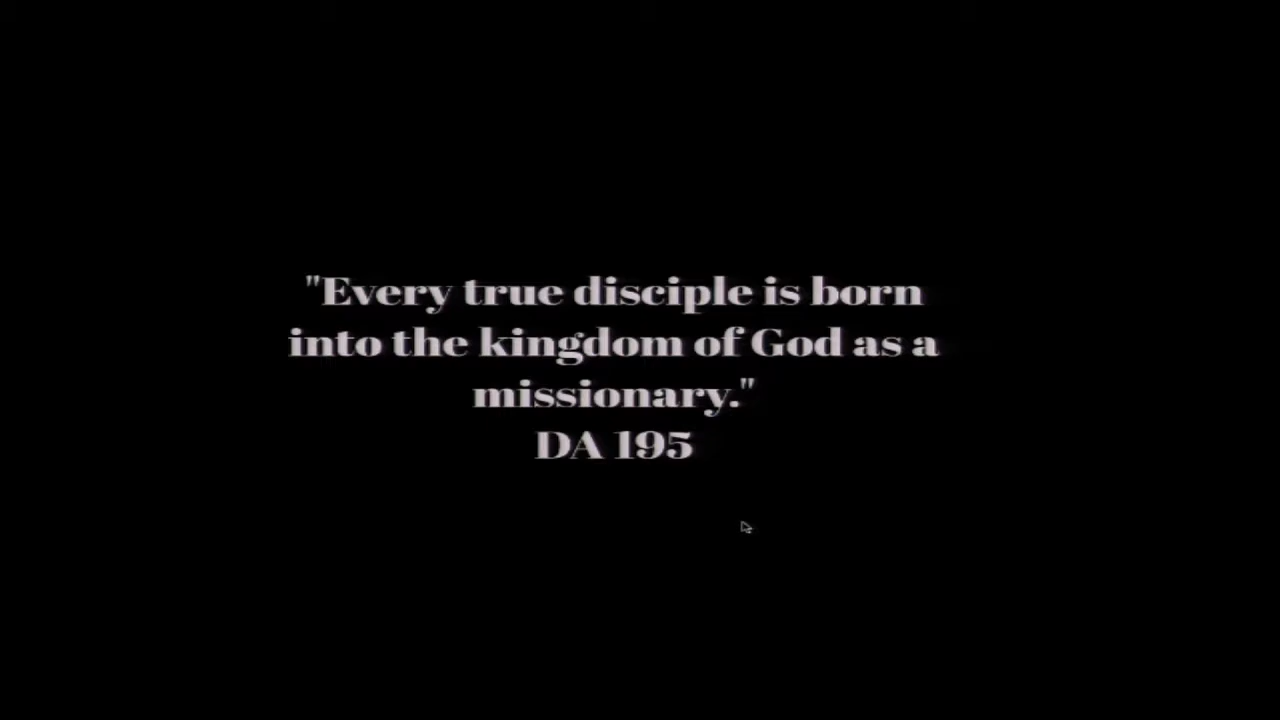 "Every true disciple is born
into the kingdom of God as a
missionary."
DA 195